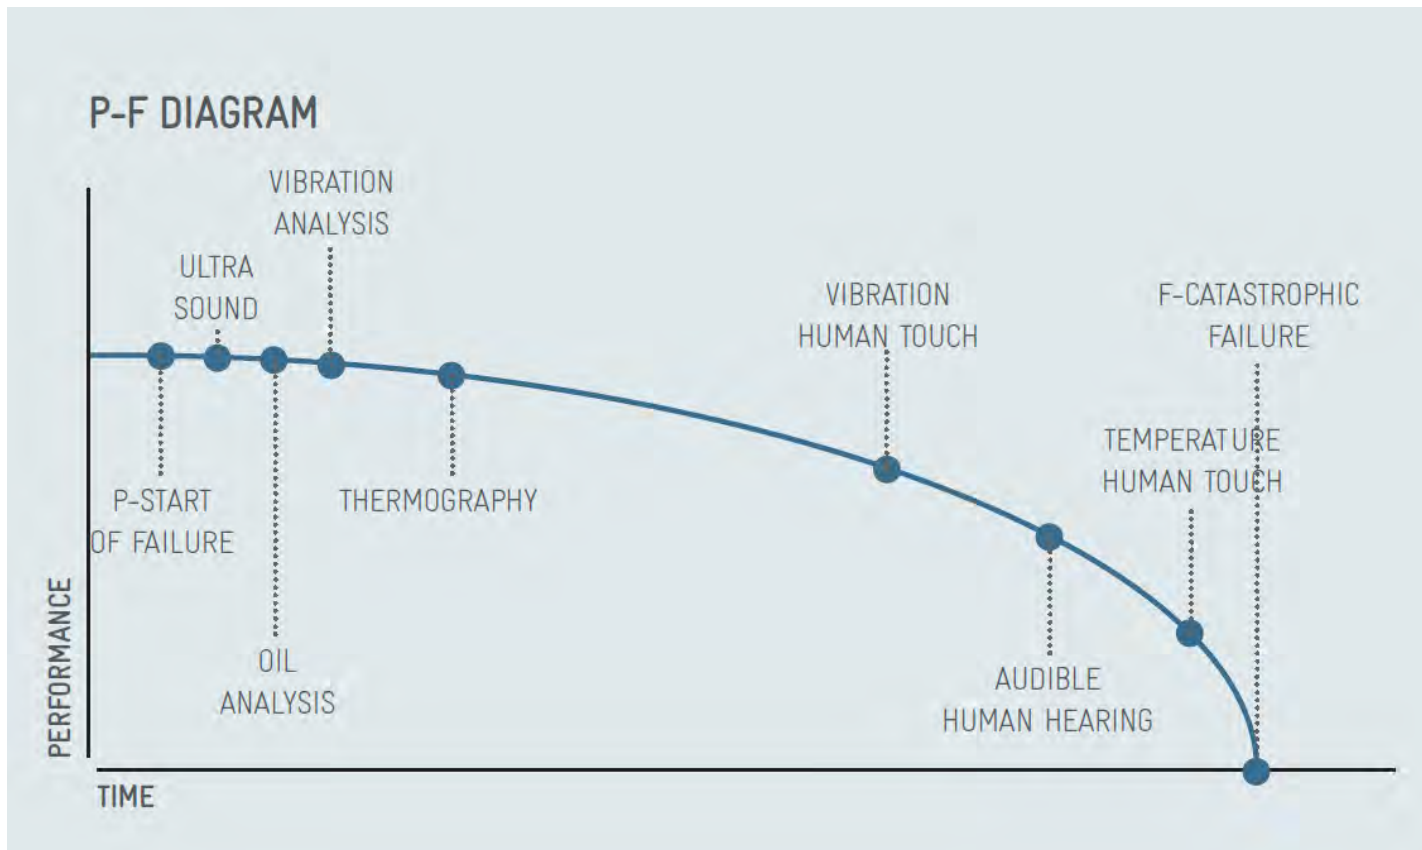 P-F DIAGRAM
VIBRATION
ANALYSIS
ULTRA
SOUND
VIBRATION
HUMAN TOUCH
F-CATASTROPHIC
FAILURE
TEMPERATURE
HUMAN TOUCH
P-START
OF FAILURE
THERMOGRAPHY
OIL
ANALYSIS
AUDIBLE
HUMAN HEARING
PERFORMANCE
TIME